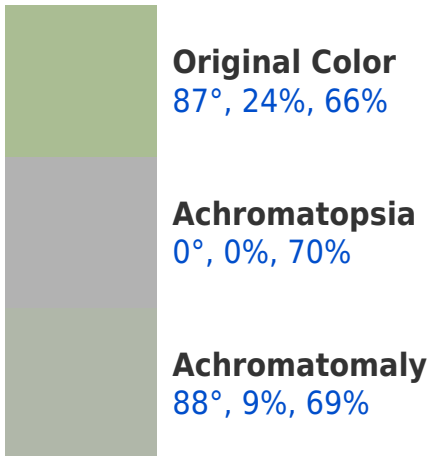 Original Color
87°, 24%, 66%
Achromatopsia
0°, 0%, 70%
Achromatomaly
88°, 9%, 69%